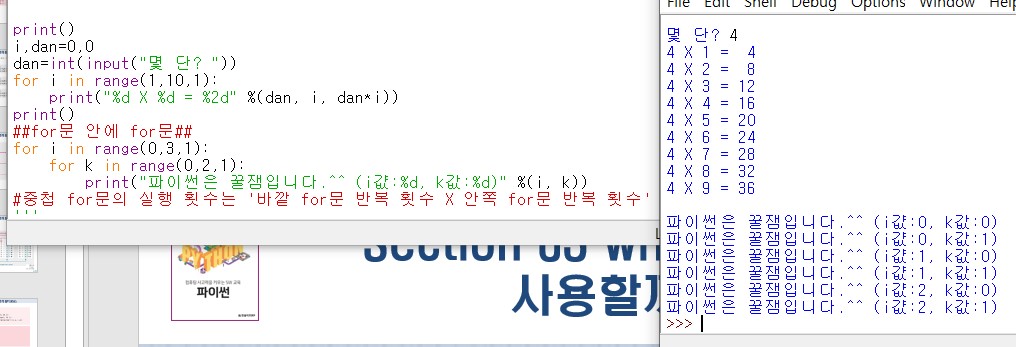 print()
i,dan=0,0
dan=int(input("몇 단? "))
for i in range(1,10,1):
    print("%d X %d = %2d" %(dan, i, dan*i))
print()
##for문 안에 for문##
for i in range(0,3,1):
    for k in range(0,2,1):
        print("파이썬은 꿀잼입니다.^^ (i값:%d, k값:%d)" %(i, k))
#중첩 for문의 실행 횟수는 '바깥 for문 반복 횟수 X 안쪽 for문 반복 횟수'
'''
파이썬
사용할
File Edit Shell Debug Options Window Help
몇 단? 4
4 X 1 =  4
4 X 2 =  8
4 X 3 = 12
4 X 4 = 16
4 X 5 = 20
4 X 6 = 24
4 X 7 = 28
4 X 8 = 32
4 X 9 = 36
파이썬은 꿀잼입니다.^^ (i값:0, k값:0)
파이썬은 꿀잼입니다.^^ (i값:0, k값:1)
파이썬은 꿀잼입니다.^^ (i값:1, k값:0)
파이썬은 꿀잼입니다.^^ (i값:1, k값:1)
파이썬은 꿀잼입니다.^^ (i값:2, k값:0)
파이썬은 꿀잼입니다.^^ (i값:2, k값:1)
>>>